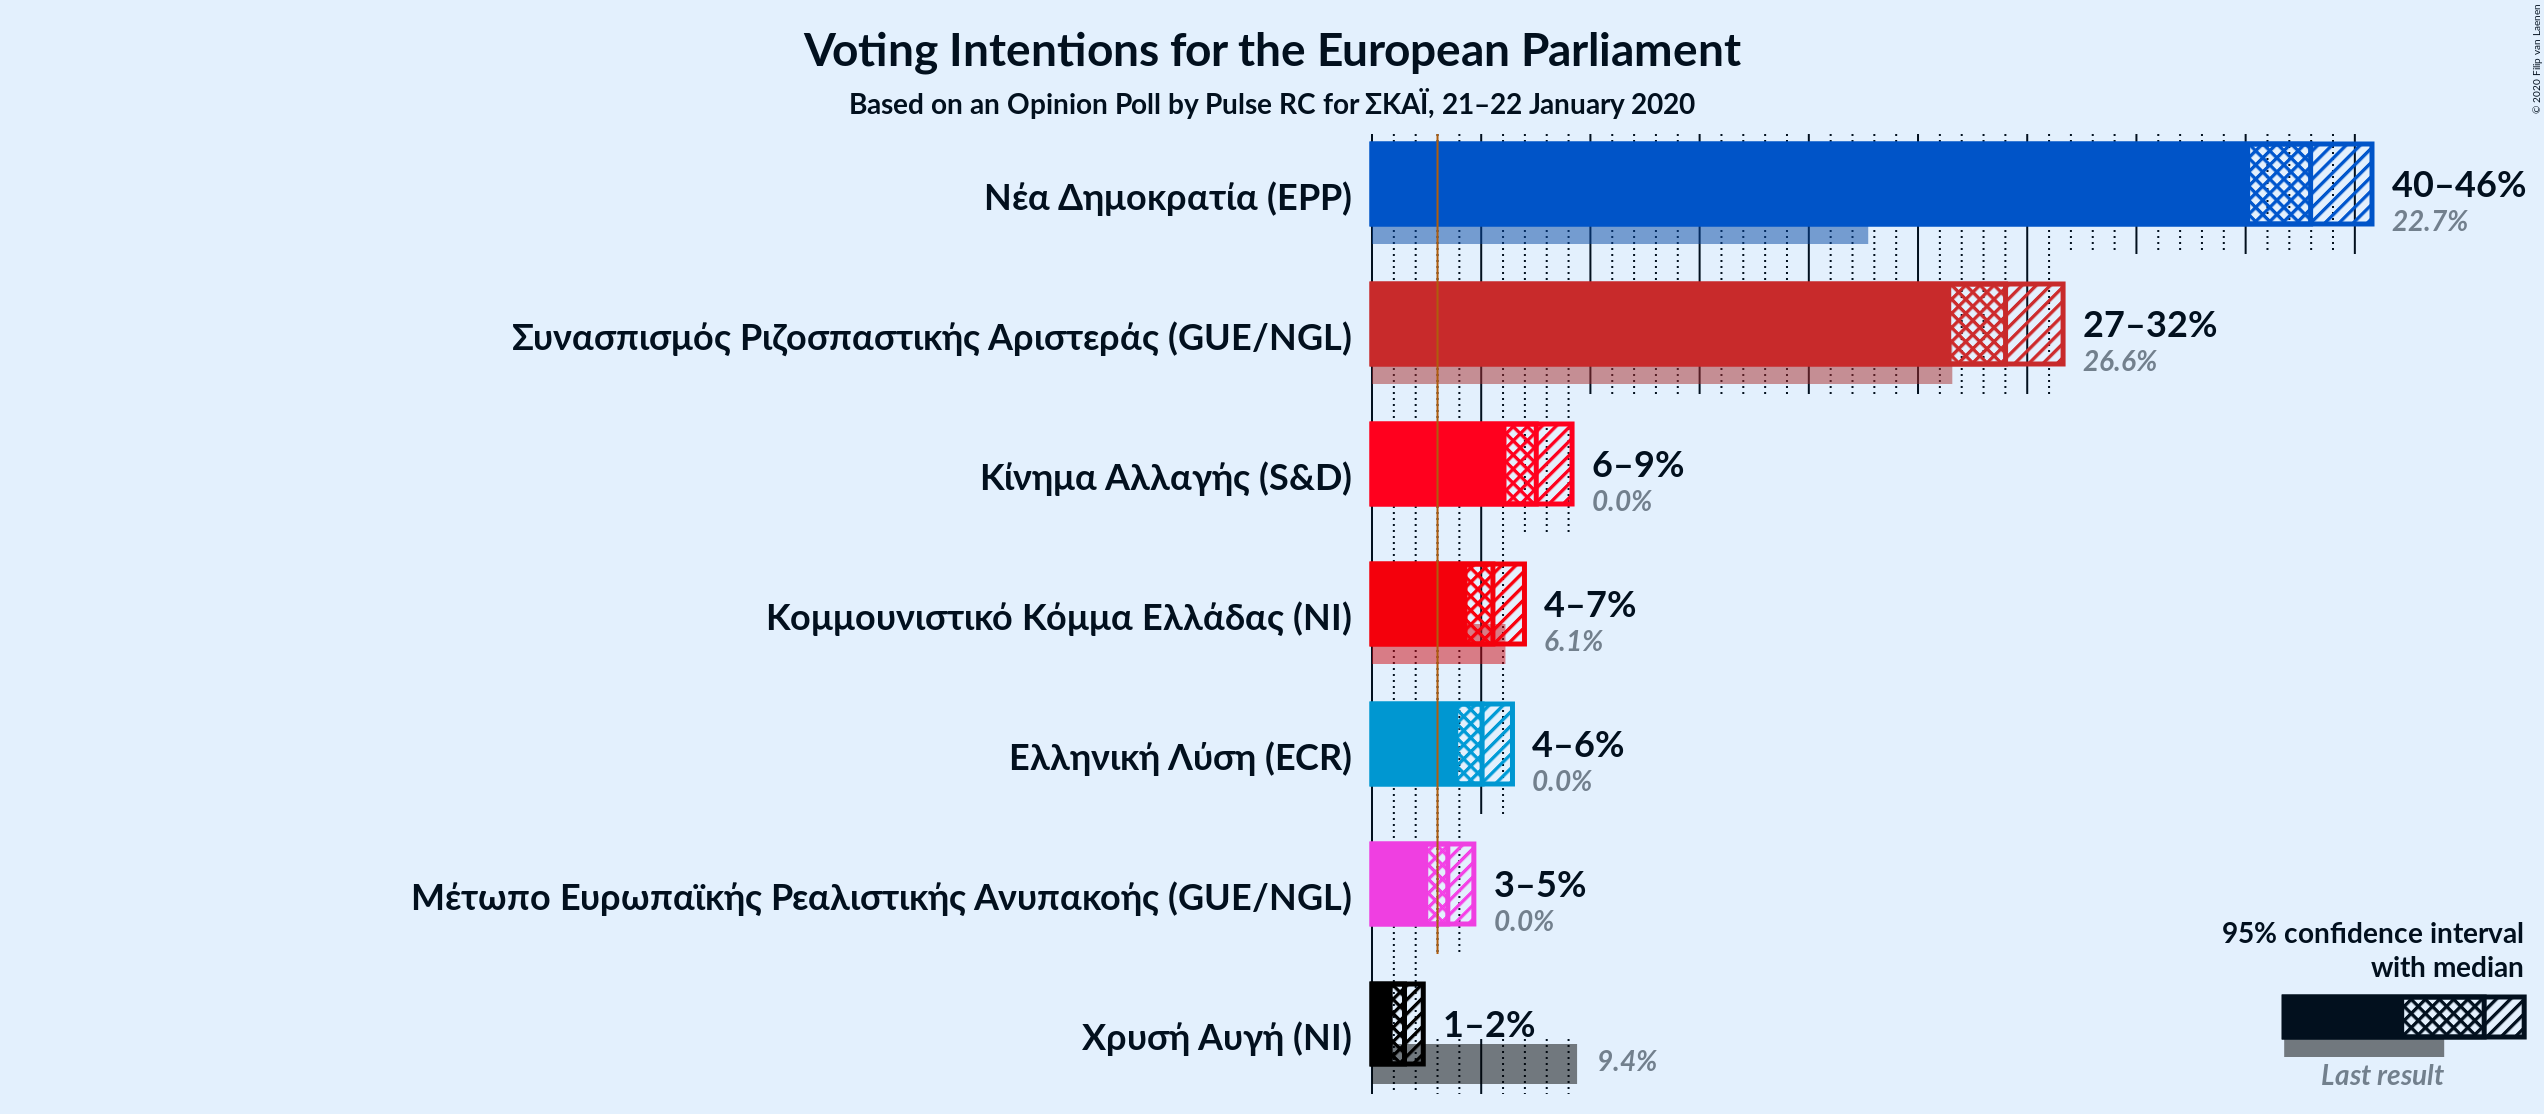 Voting Intentions for the European Parliament
Based on an Opinion Poll by Pulse RC for ΣΚΑΪ, 21–22 January 2020
© 2020 Filip van Laenen
Νέα Δημοκρατία (EPP)
40–46%
22.7%
Συνασπισμός Ριζοσπαστικής Αριστεράς (GUE/NGL)
27–32%
26.6%
Κίνημα Αλλαγής (S&D)
6–9%
0.0%
Κομμουνιστικό Κόμμα Ελλάδας (NI)
4–7%
6.1%
Ελληνική Λύση (ECR)
4–6%
0.0%
Μέτωπο Ευρωπαϊκής Ρεαλιστικής Ανυπακοής (GUE/NGL)
3–5%
0.0%
Χρυσή Αυγή (NI)
1–2%
9.4%
95% confidence interval
with median
Last result